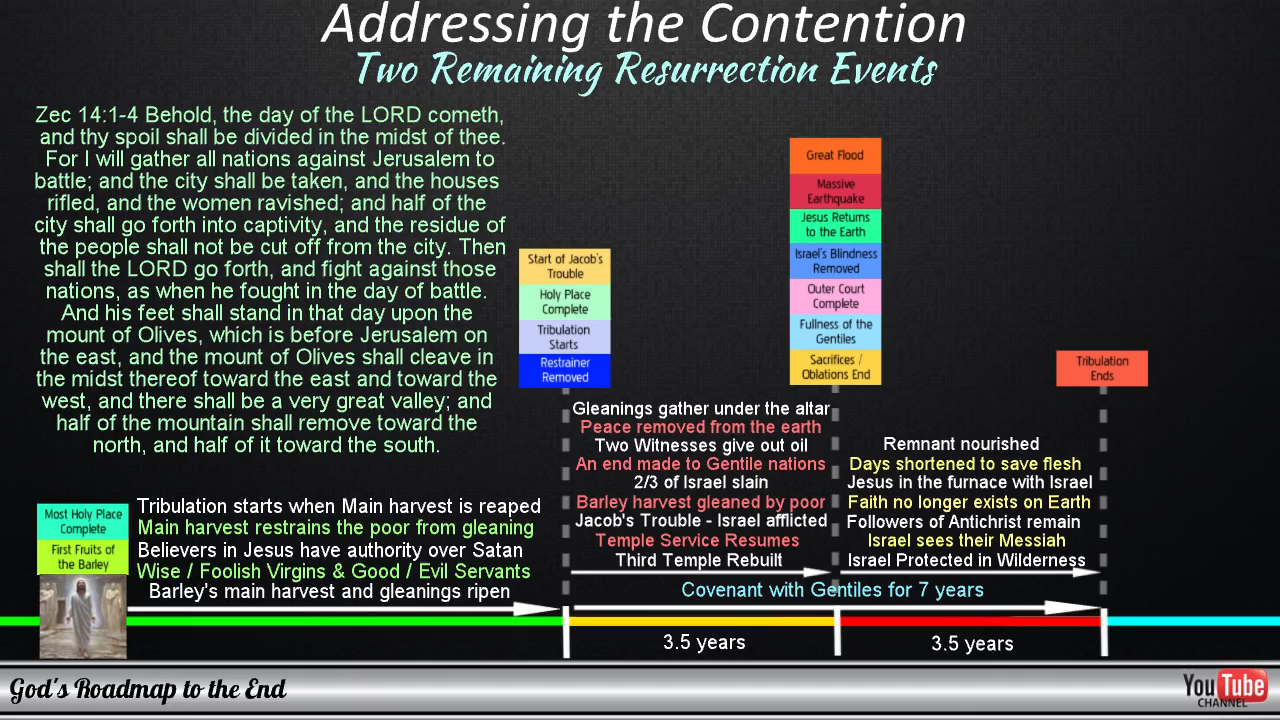 Addressing the Contention
Two Remaining Resurrection Events
Zec 14:1-4 Behold, the day of the LORD cometh,
and thy spoil shall be divided in the midst of thee.
For I will gather all nations against Jerusalem to
battle; and the city shall be taken, and the houses
rifled, and the women ravished; and half of the
city shall go forth into captivity, and the residue of
the people shall not be cut off from the city. Then
shall the LORD go forth, and fight against those
nations, as when he fought in the day of battle.
And his feet shall stand in that day upon the
mount of Olives, which is before Jerusalem on
the east, and the mount of Olives shall cleave in
the midst thereof toward the east and toward the
west, and there shall be a very great valley; and
half of the mountain shall remove toward the
north, and half of it toward the south.
Most Holy Place
Complete
First Fruits of
the Barley
Tribulation starts when Main harvest is reaped
Main harvest restrains the poor from gleaning
Believers in Jesus have authority over Satan
Wise / Foolish Virgins & Good / Evil Servants
Barley's main harvest and gleanings ripen
Start of Jacob's
Trouble
Holy Place
Complete
Tribulation
Starts
Restrainer
Removed
Gleanings gather under the altar
Peace removed from the earth
Two Witnesses give out oil
An end made to Gentile nations
2/3 of Israel slain
Barley harvest gleaned by poor
Jacob's Trouble - Israel afflicted
Temple Service Resumes
Third Temple Rebuilt
Great Flood
Massive
Earthquake
Jesus Returns
to the Earth
Israel's Blindness
Removed
Outer Court
Complete
Fullness of the
Gentiles
Sacrifices /
Oblations End
Remnant nourished
Days shortened to save flesh
Jesus in the furnace with Israel
Faith no longer exists on Earth
Followers of Antichrist remain
Israel sees their Messiah
Israel Protected in Wilderness
Tribulation
Ends
Covenant with Gentiles for 7 years
3.5 years
3.5 years
God's Roadmap to the End
YouTube
CHANNEL